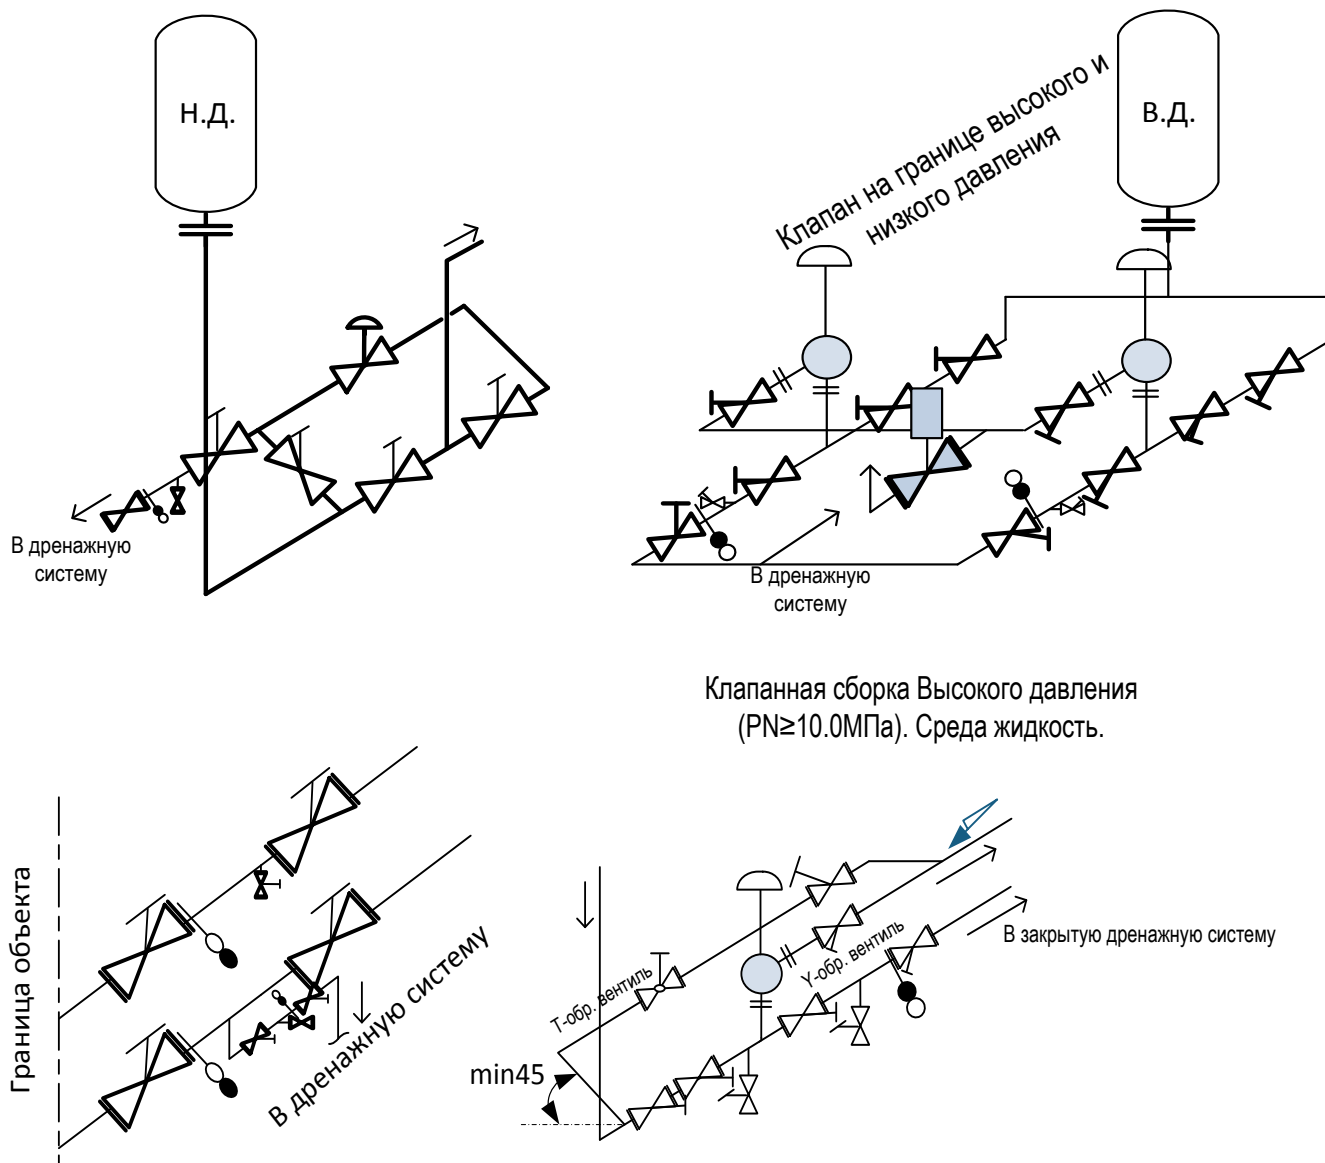 Н.Д.
В.Д.
Клапан на границе высокого и
низкого давления
В дренажную
систему
В дренажную
систему
Клапанная сборка Высокого давления
(PN≥10.0МПа). Среда жидкость.
Граница объекта
В дренажную систему
Т-обр. вентиль
Y-обр. вентиль
В закрытую дренажную систему
min45